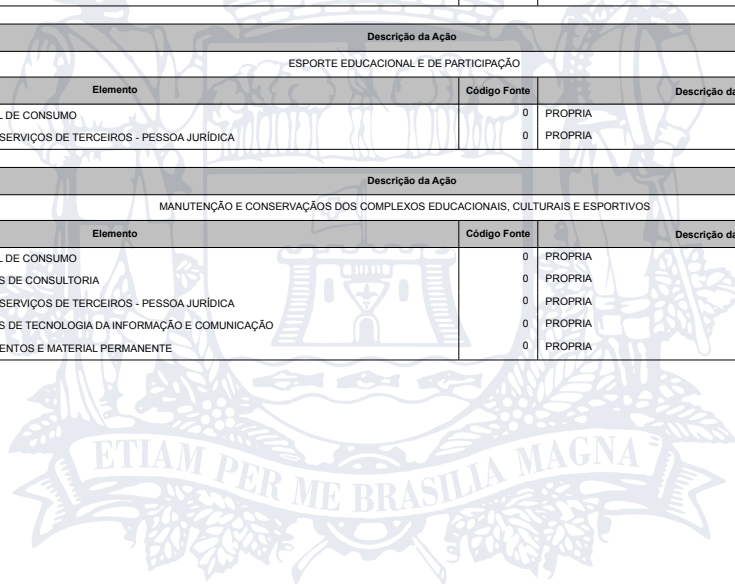 Descrição da Ação
ESPORTE EDUCACIONAL E DE PARTICIPAÇÃO
Elemento Código Fonte Descrição da
DE CONSUMO 0 PROPRIA
SERVIÇOS DE TERCEIROS - PESSOA JURÍDICA 0 PROPRIA
Descrição da Ação
MANUTENÇÃO E CONSERVAÇÃOS DOS COMPLEXOS EDUCACIONAIS, CULTURAIS E ESPORTIVOS
Elemento Código Fonte Descrição da
DE CONSUMO 0 PROPRIA
S DE CONSULTORIA 0 PROPRIA
SERVIÇOS DE TERCEIROS - PESSOA JURÍDICA 0 PROPRIA
S DE TECNOLOGIA DA INFORMAÇÃO E COMUNICAÇÃO 0 PROPRIA
ENTOS E MATERIAL PERMANENTE 0 PROPRIA
ETIAM PER ME BRASILIA MAGNA